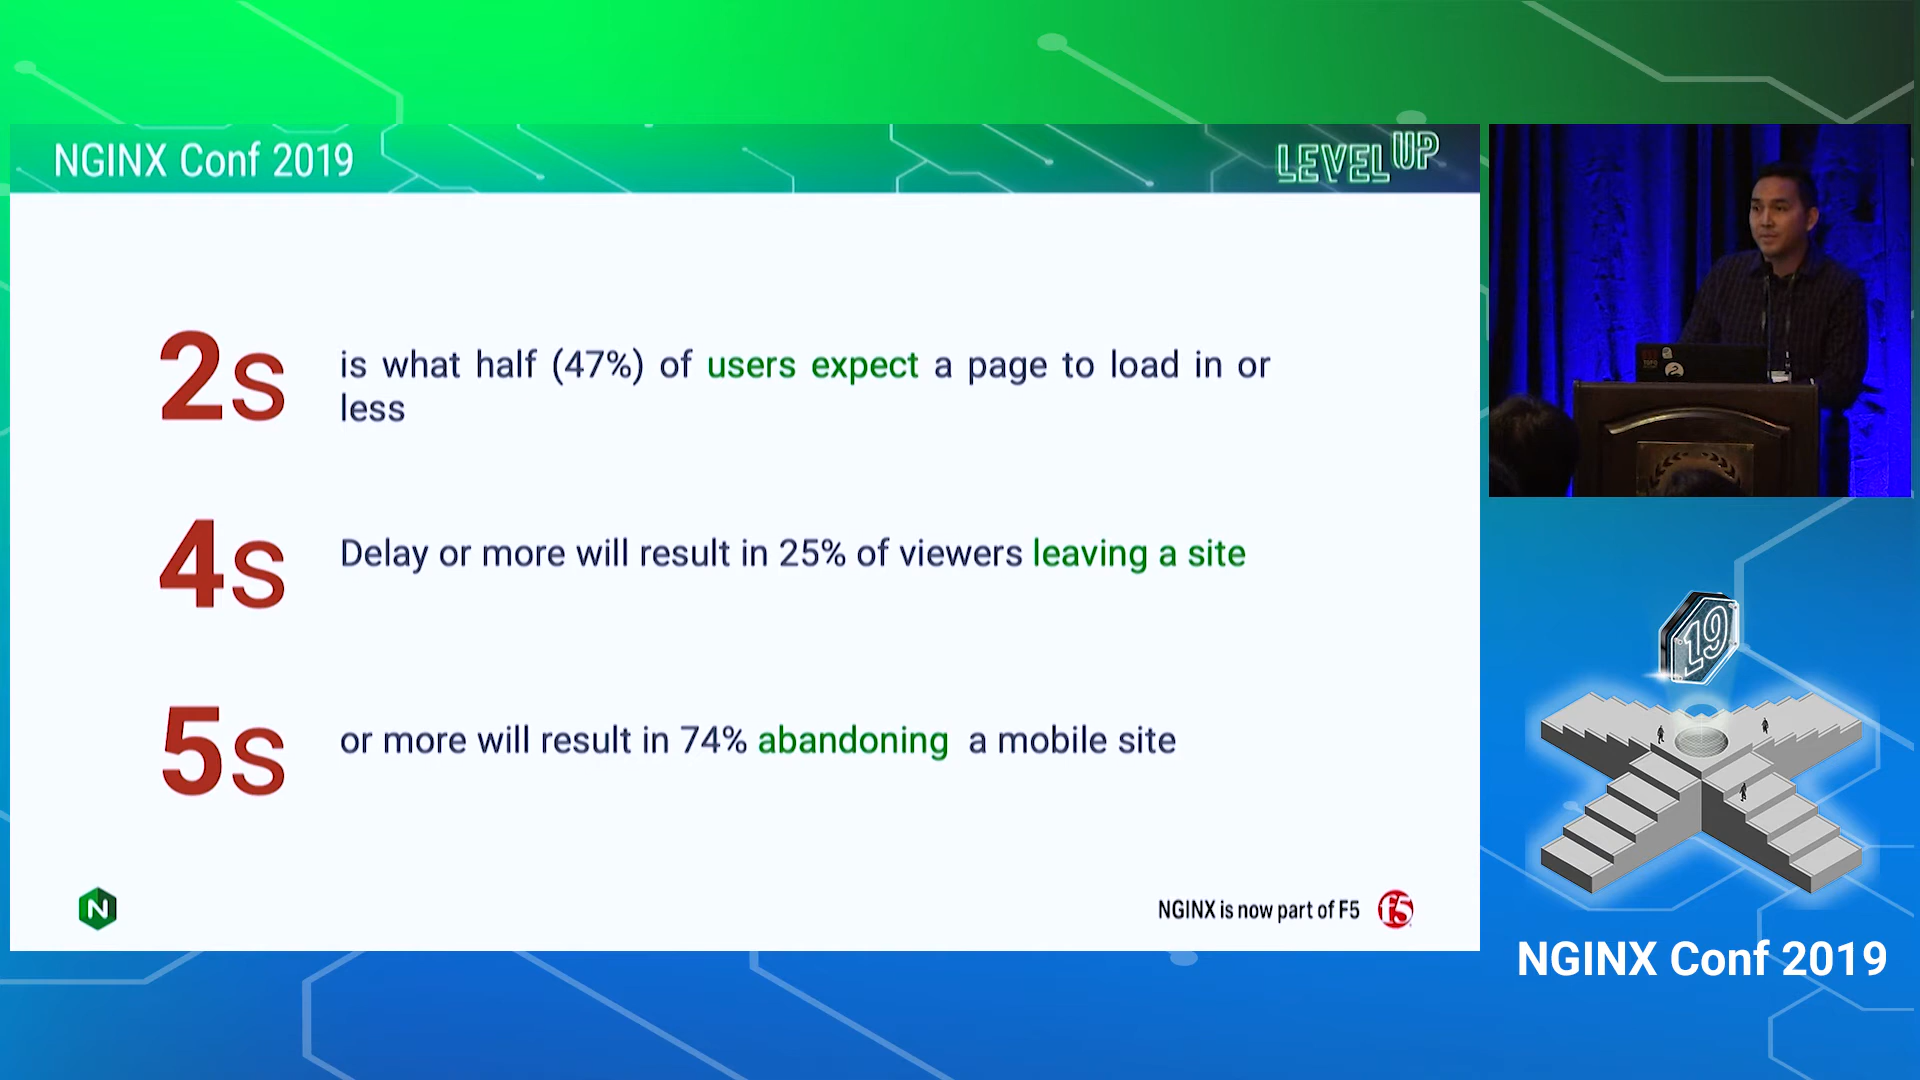 NGINX Conf 2019
LEVEL UP
2s
is what half (47%) of users expect a page to load in or
less
4s
Delay or more will result in 25% of viewers leaving a site
5s
or more will result in 74% abandoning a mobile site
N
NGINX is now part of F5
f5
19
NGINX Conf 2019